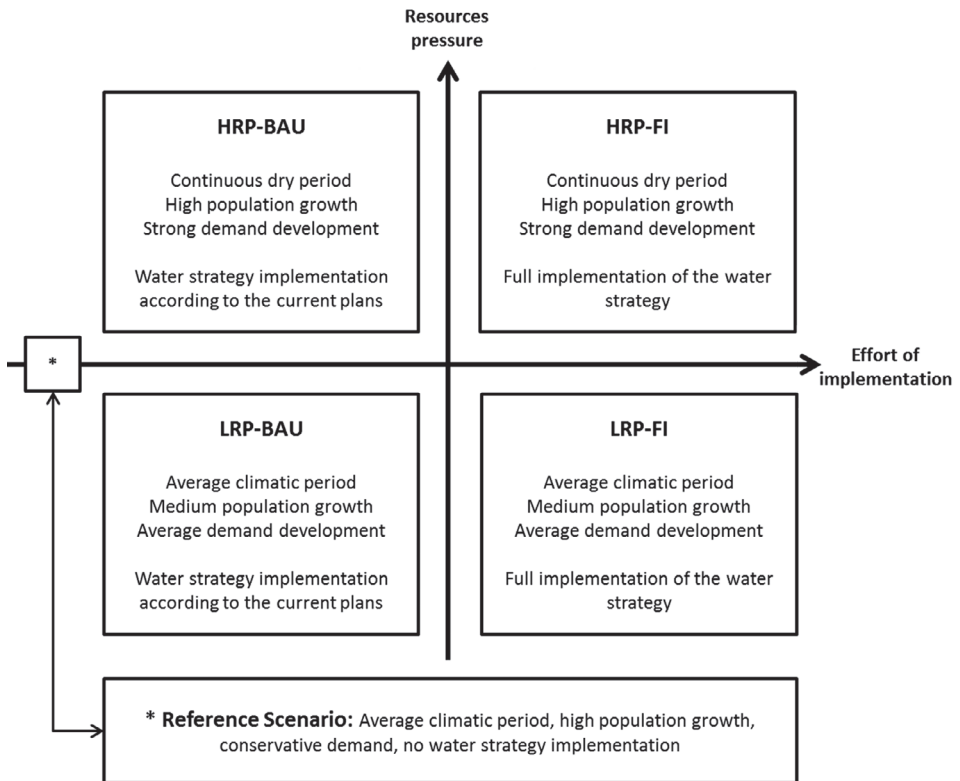 Resources
pressure
HRP-BAU
Continuous dry period
High population growth
Strong demand development
Water strategy implementation
according to the current plans
HRP-FI
Continuous dry period
High population growth
Strong demand development
Full implementation of the water
strategy
*
Effort of
implementation
LRP-BAU
Average climatic period
Medium population growth
Average demand development
Water strategy implementation
according to the current plans
LRP-FI
Average climatic period
Medium population growth
Average demand development
Full implementation of the water
strategy
* Reference Scenario: Average climatic period, high population growth,
conservative demand, no water strategy implementation